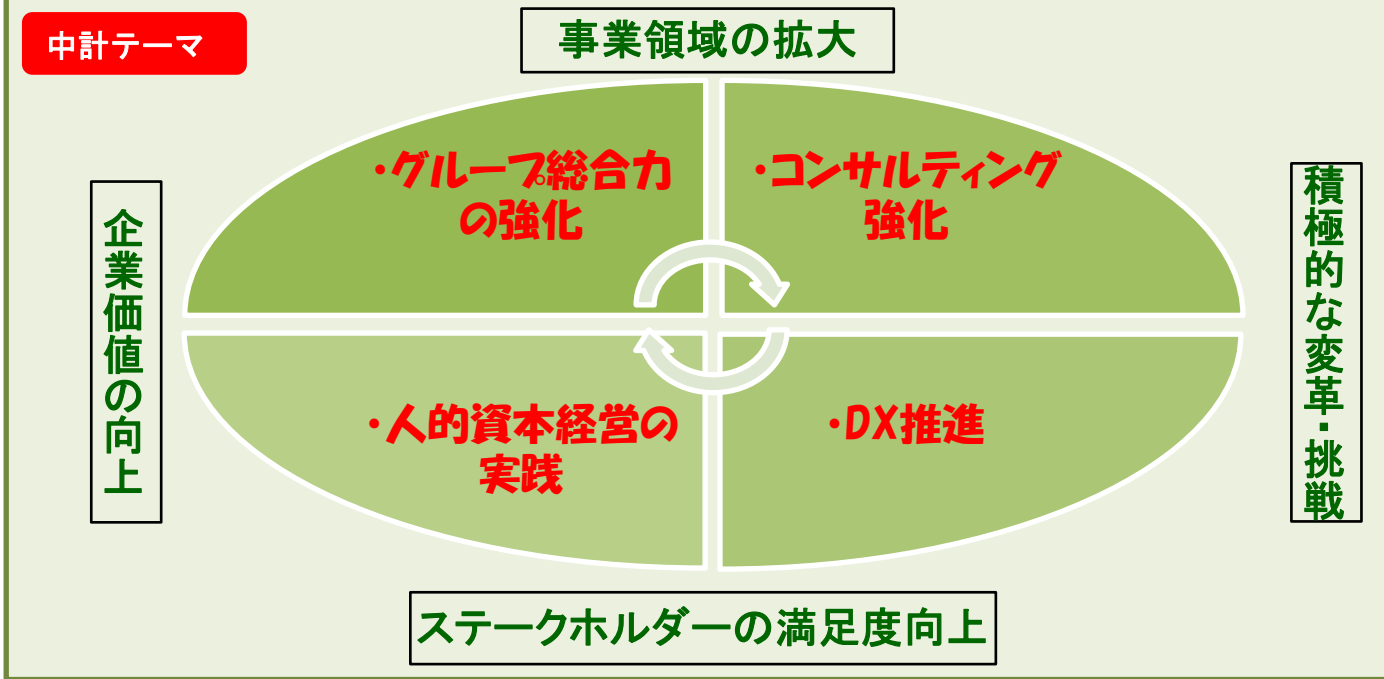 中計テーマ
事業領域の拡大
・グループ総合力
の強化
・コンサルティング
強化
企業価値の向上
積極的な変革・挑戦
・人的資本経営の
実践
・DX推進
ステークホルダーの満足度向上